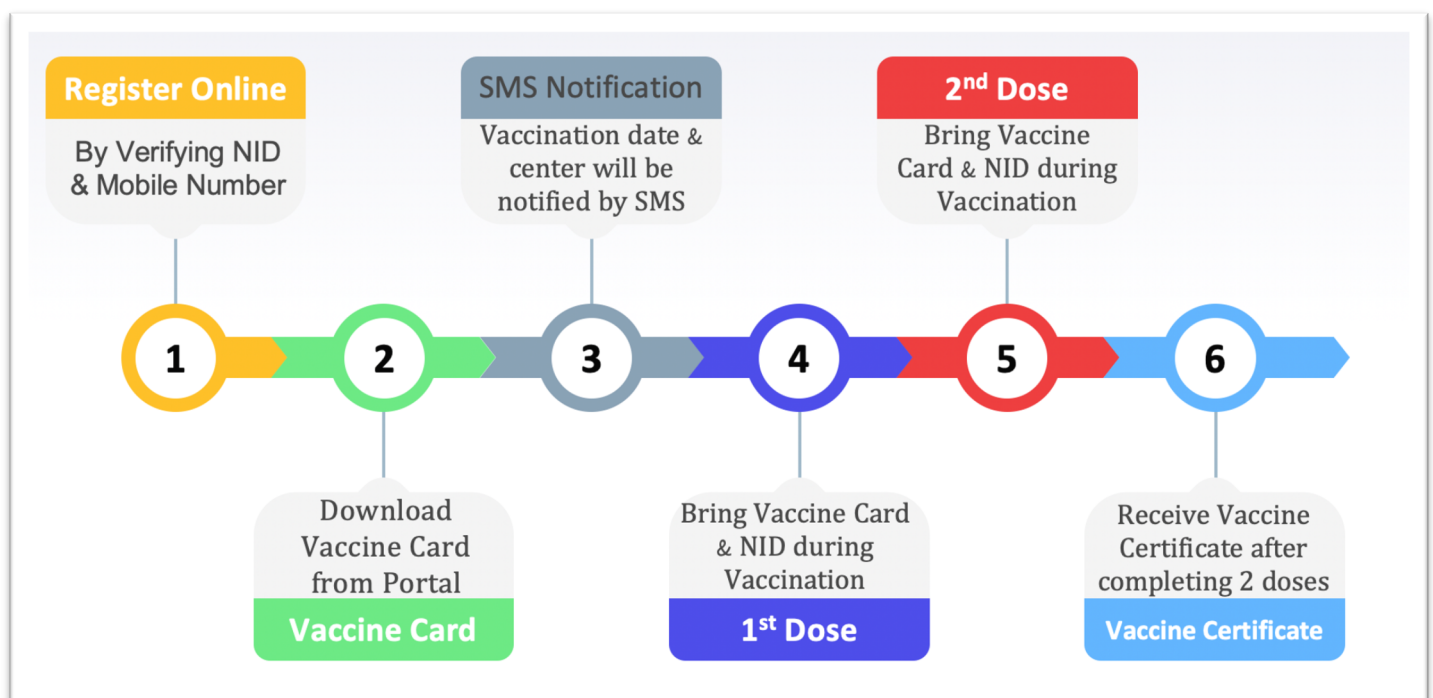 Register Online
By Verifying NID
& Mobile Number
1
Download
Vaccine Card
from Portal
Vaccine Card
2
SMS Notification
Vaccination date &
center will be
notified by SMS
3
Bring Vaccine Card
& NID during
Vaccination
1st Dose
4
2nd Dose
Bring Vaccine
Card & NID during
Vaccination
5
Receive Vaccine
Certificate after
completing 2 doses
Vaccine Certificate
6